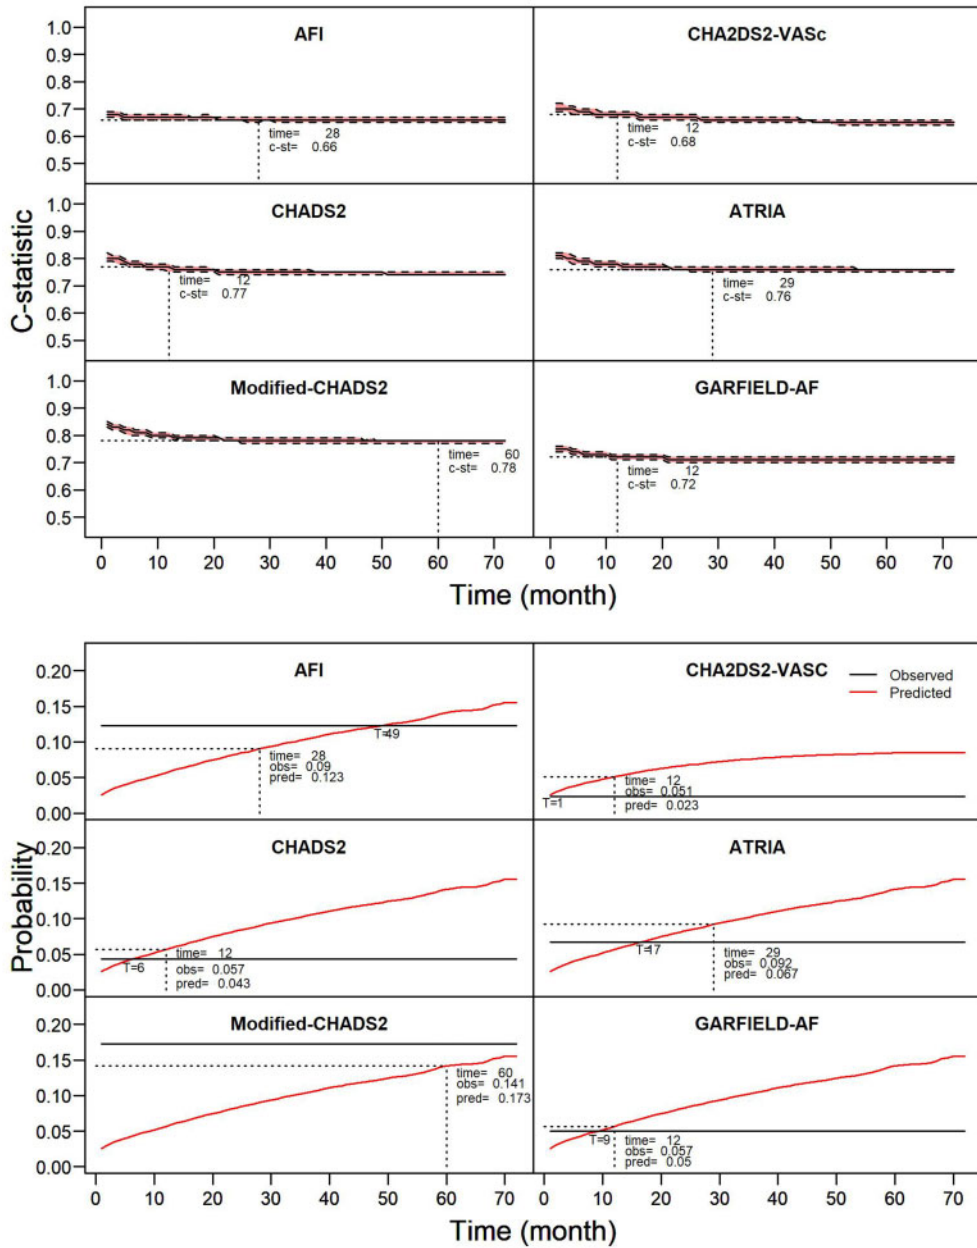 AFI
CHA2DS2-VASc
1.0
0.9
0.8
0.7
0.6
0.5
time= 28
c-st= 0.66
time= 12
c-st= 0.68
C-statistic
CHADS2
ATRIA
1.0
0.9
0.8
0.7
0.6
0.5
time= 12
c-st= 0.77
time= 29
c-st= 0.76
Modified-CHADS2
GARFIELD-AF
1.0
0.9
0.8
0.7
0.6
0.5
time= 60
c-st= 0.78
time= 12
c-st= 0.72
0 10 20 30 40 50 60 70 0 10 20 30 40 50 60 70
Time (month)
AFI
CHA2DS2-VASC
Observed
Predicted
0.20
0.15
0.10
0.05
0.00
T=49
time= 28
obs= 0.09
pred= 0.123
T=1
time= 12
obs= 0.051
pred= 0.023
Probability
CHADS2
ATRIA
0.20
0.15
0.10
0.05
0.00
T=6
time= 12
obs= 0.057
pred= 0.043
T=17
time= 29
obs= 0.092
pred= 0.067
Modified-CHADS2
GARFIELD-AF
0.20
0.15
0.10
0.05
0.00
time= 60
obs= 0.141
pred= 0.173
T=9
time= 12
obs= 0.057
pred= 0.05
0 10 20 30 40 50 60 70 0 10 20 30 40 50 60 70
Time (month)